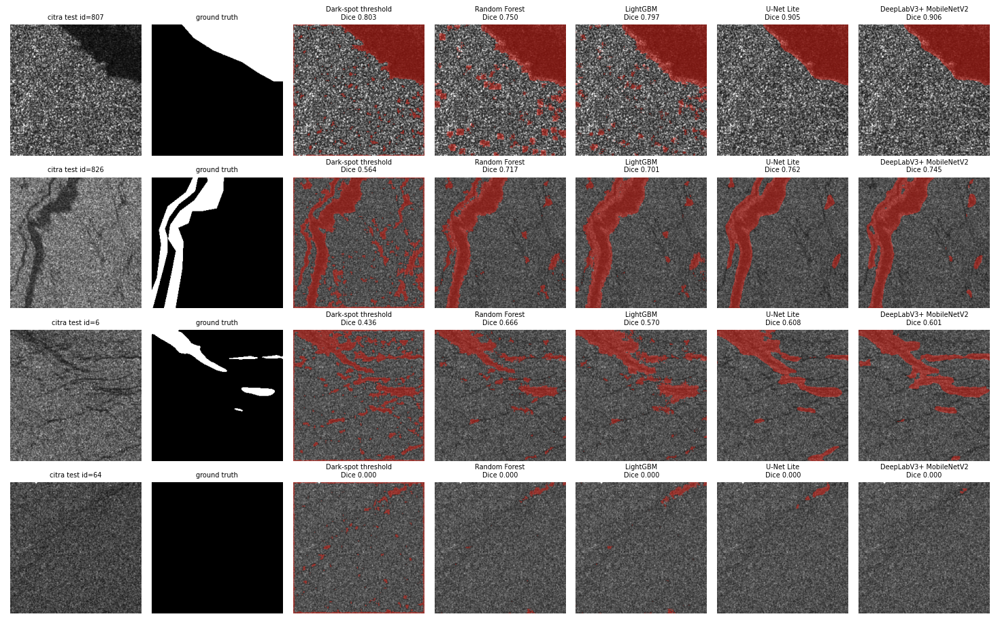 citra test id=807
ground truth
Dark-spot threshold
Dice 0.803
Random Forest
Dice 0.750
LightGBM
Dice 0.797
U-Net Lite
Dice 0.905
DeepLabV3+ MobileNetV2
Dice 0.906
citra test id=826
ground truth
Dark-spot threshold
Dice 0.564
Random Forest
Dice 0.717
LightGBM
Dice 0.701
U-Net Lite
Dice 0.762
DeepLabV3+ MobileNetV2
Dice 0.745
citra test id=6
ground truth
Dark-spot threshold
Dice 0.436
Random Forest
Dice 0.666
LightGBM
Dice 0.570
U-Net Lite
Dice 0.608
DeepLabV3+ MobileNetV2
Dice 0.601
citra test id=64
ground truth
Dark-spot threshold
Dice 0.000
Random Forest
Dice 0.000
LightGBM
Dice 0.000
U-Net Lite
Dice 0.000
DeepLabV3+ MobileNetV2
Dice 0.000